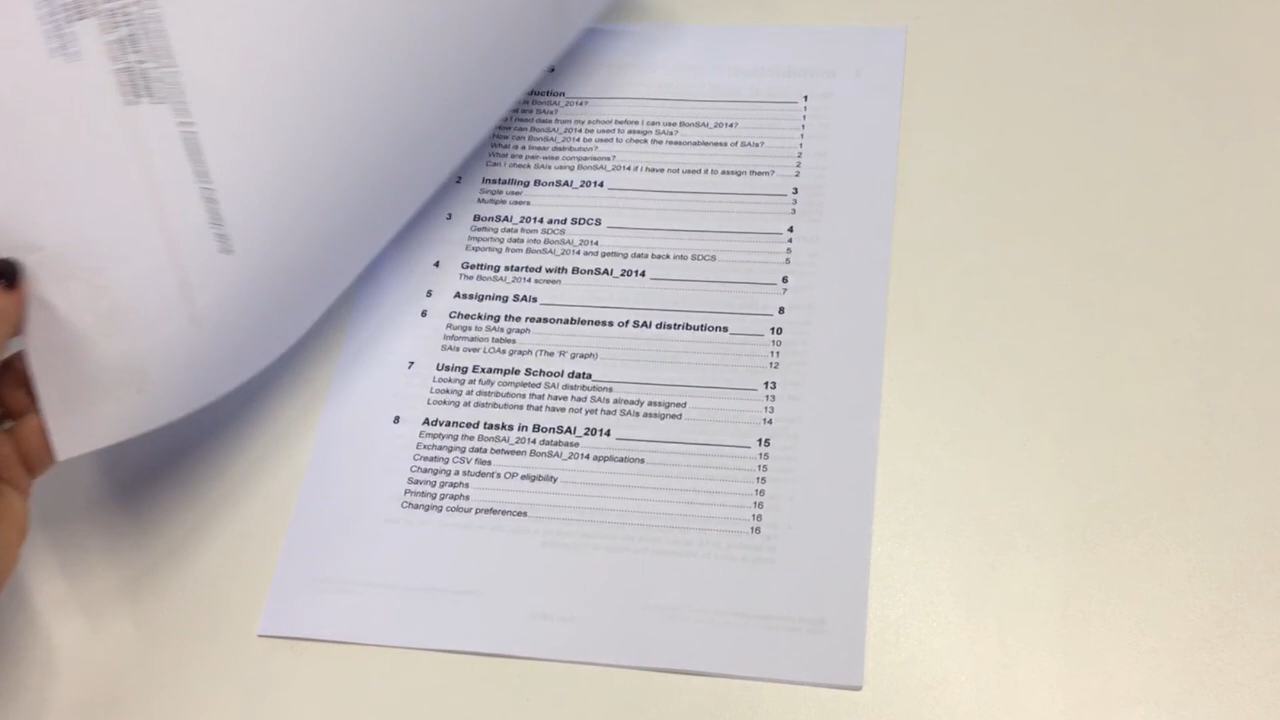 duction 1
is BonSAI_2014? 1
at are SAIs? 1
I need data from my school before I can use BonSAI_2014? 1
How can BonSAI_2014 be used to assign SAIs? 1
How can BonSAI_2014 be used to check the reasonableness of SAIs? 1
What is a linear distribution? 2
What are pair-wise comparisons? 2
Can I check SAIs using BonSAI_2014 if I have not used it to assign them? 2
2 Installing BonSAI_2014 3
Single user 3
Multiple users 3
3 BonSAI_2014 and SDCS 4
Getting data from SDCS 4
Importing data into BonSAI_2014 5
Exporting from BonSAI_2014 and getting data back into SDCS 5
4 Getting started with BonSAI_2014 6
The BonSAI_2014 screen 7
5 Assigning SAIs 8
6 Checking the reasonableness of SAI distributions 10
Rungs to SAIs graph 10
Information tables 11
SAIs over LOAs graph (The 'R' graph) 12
7 Using Example School data 13
Looking at fully completed SAI distributions 13
Looking at distributions that have had SAIs already assigned 13
Looking at distributions that have not yet had SAIs assigned 14
8 Advanced tasks in BonSAI_2014 15
Emptying the BonSAI_2014 database 15
Exchanging data between BonSAI_2014 applications 15
Creating CSV files 15
Changing a student's OP eligibility 16
Saving graphs 16
Printing graphs 16
Changing colour preferences 16